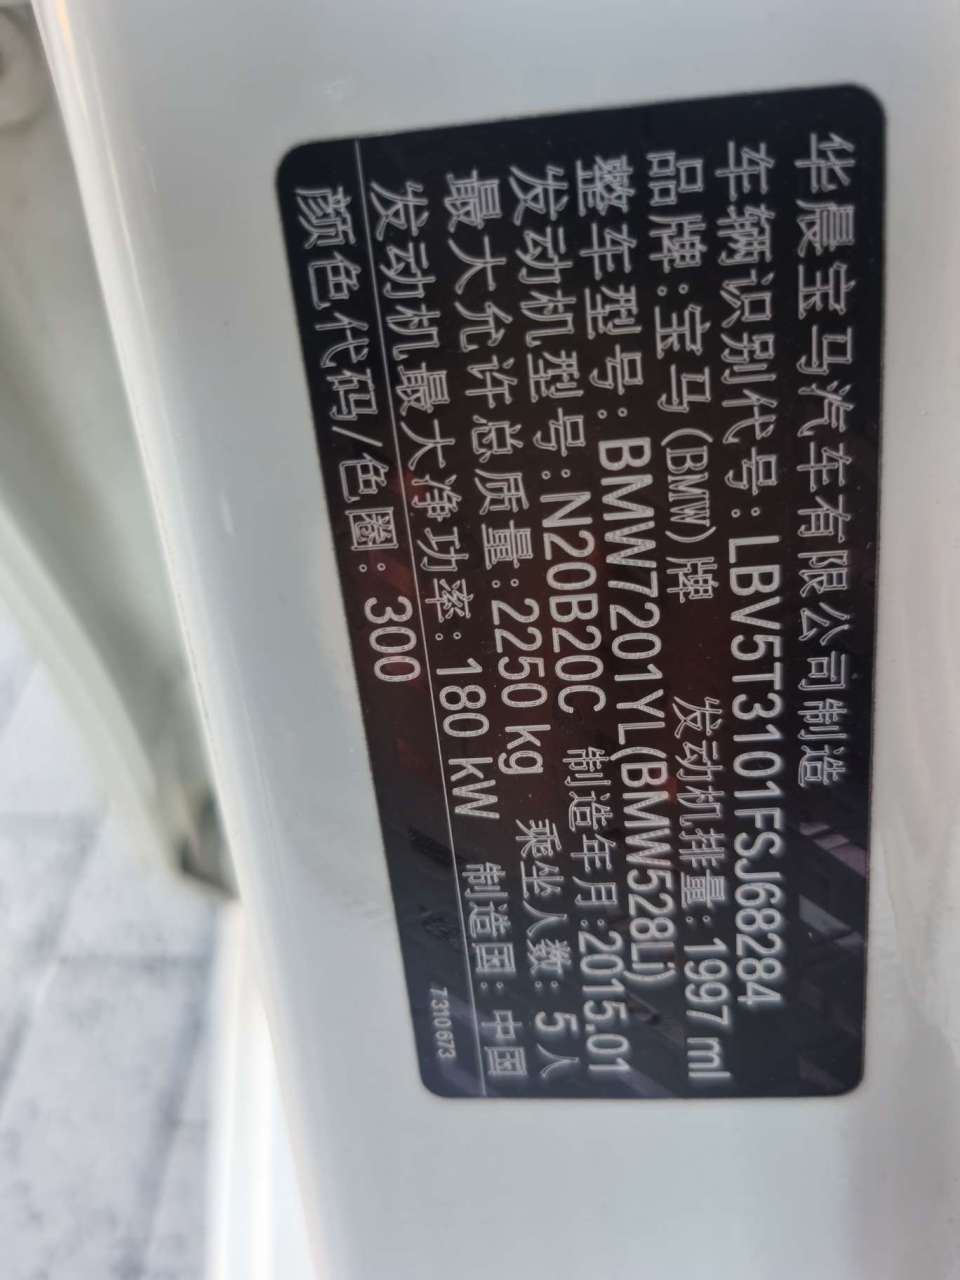 华晨宝马汽车有限公司制造
车辆识别代号：LBV5T3101FSJ68284
品牌：宝马(BMW)牌 发动机排量：1997 ml
整车型号：BMW7201YL(BMW528Li)
发动机型号：N20B20C 制造年月：2015.01
最大允许总质量：2250 kg 乘坐人数：5人
发动机最大净功率：180 kW 制造国：中国
颜色代码/色圈：300
7310673